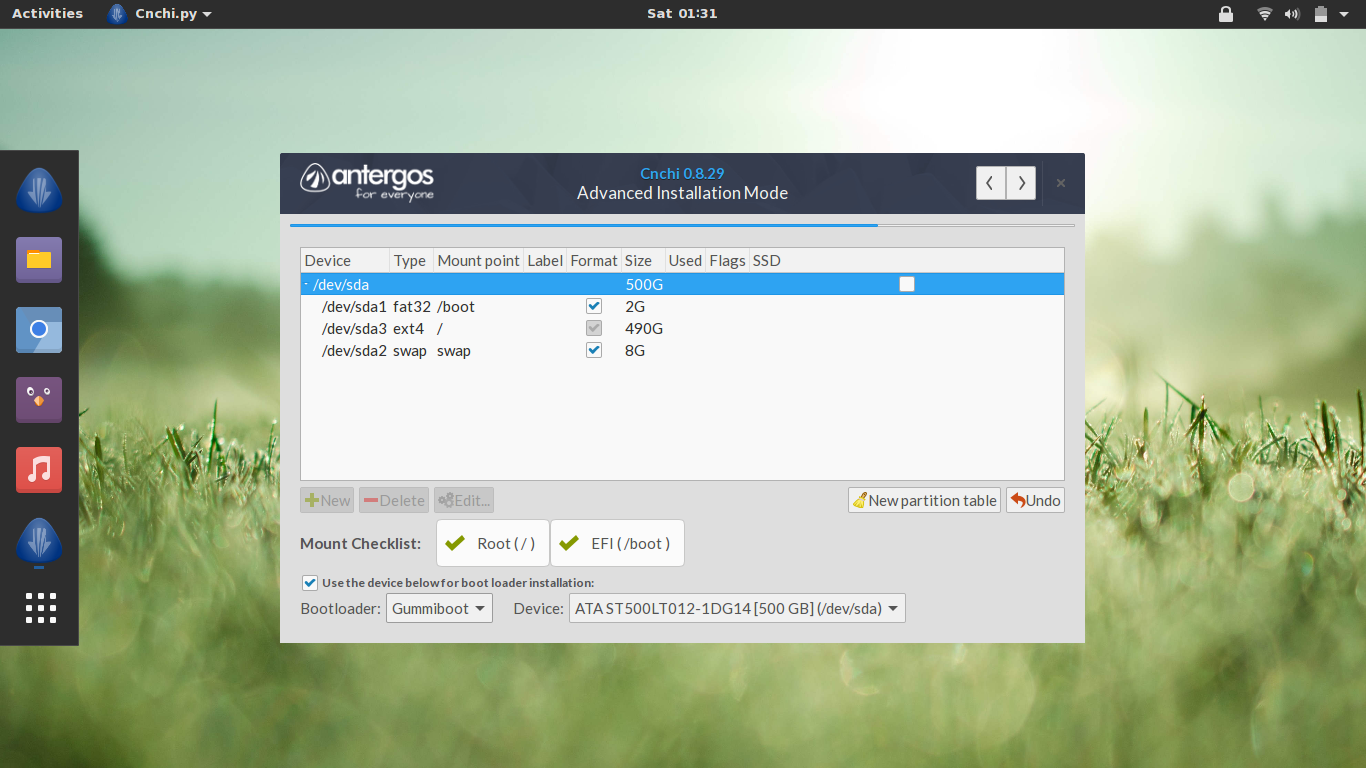 Activities Cnchi.py Sat 01:31
antergos
for everyone
Cnchi 0.8.29
Advanced Installation Mode
Device Type Mount point Label Format Size Used Flags SSD
/dev/sda 500G
/dev/sda1 fat32 /boot 2G
/dev/sda3 ext4 / 490G
/dev/sda2 swap swap 8G
New Delete Edit... New partition table Undo
Mount Checklist: Root ( / ) EFI ( /boot )
Use the device below for boot loader installation:
Bootloader: Gummiboot Device: ATA ST500LT012-1DG14 [500 GB] (/dev/sda)